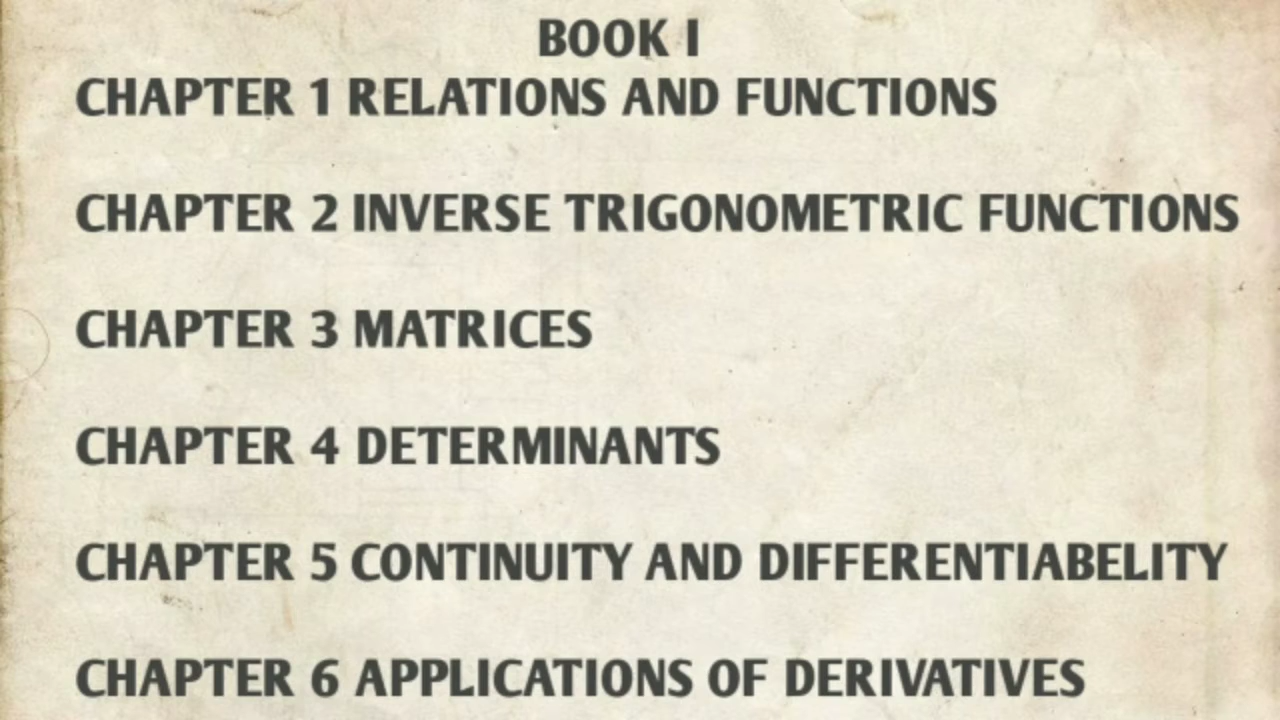 BOOK I
CHAPTER 1 RELATIONS AND FUNCTIONS
CHAPTER 2 INVERSE TRIGONOMETRIC FUNCTIONS
CHAPTER 3 MATRICES
CHAPTER 4 DETERMINANTS
CHAPTER 5 CONTINUITY AND DIFFERENTIABELITY
CHAPTER 6 APPLICATIONS OF DERIVATIVES